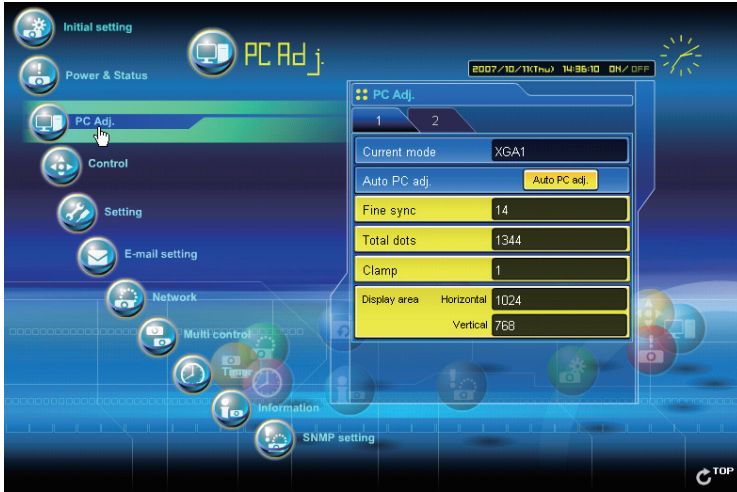 Initial setting
PC Adj.
Power & Status
2007/10/11(Thu) 14:36:10 ON/OFF
PC Adj.
PC Adj.
1 2
Current mode XGA1
Auto PC adj. Auto PC adj.
Control
Fine sync 14
Setting
Total dots 1344
E-mail setting
Clamp 1
Network
Display area Horizontal 1024
Vertical 768
Multi control
Information
SNMP setting
TOP